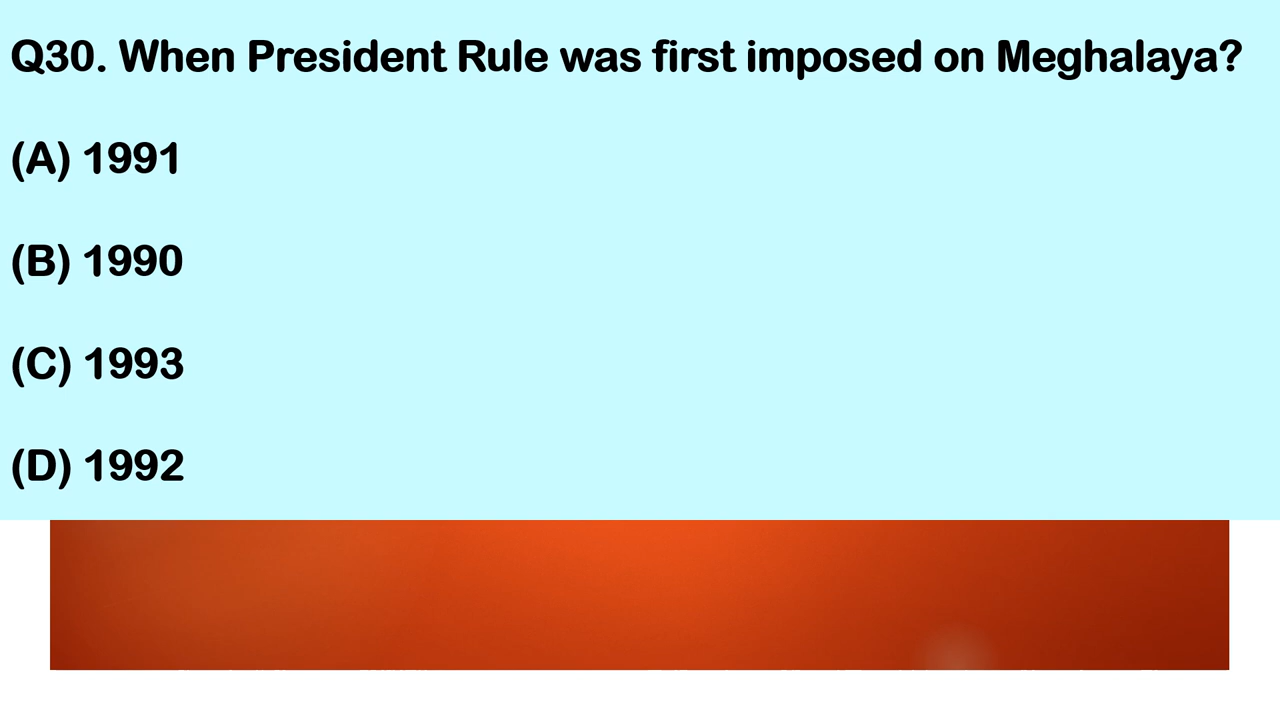 Q30. When President Rule was first imposed on Meghalaya?
(A) 1991
(B) 1990
(C) 1993
(D) 1992